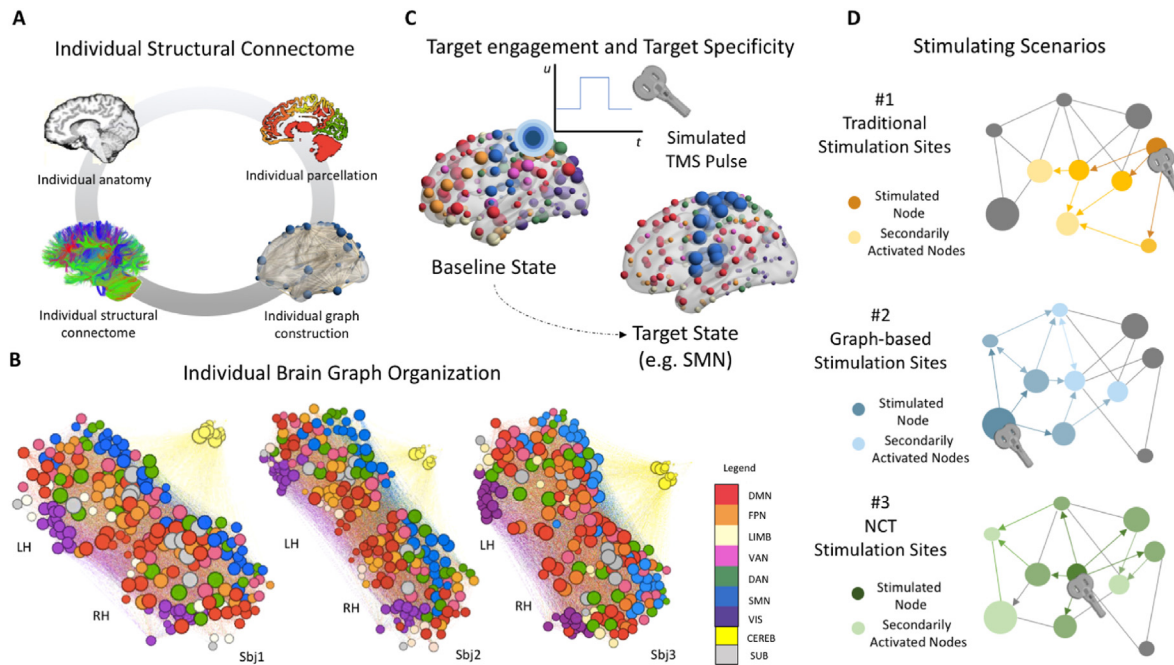 A
Individual Structural Connectome
Individual anatomy
Individual parcellation
Individual structural
connectome
Individual graph
construction
B
Individual Brain Graph Organization
LH
RH
Sbj1
LH
RH
Sbj2
LH
RH
Sbj3
Legend
DMN
FPN
LIMB
VAN
DAN
SMN
VIS
CEREB
SUB
C
Target engagement and Target Specificity
u
t
Simulated
TMS Pulse
Baseline State
Target State
(e.g. SMN)
D
Stimulating Scenarios
#1
Traditional
Stimulation Sites
Stimulated
Node
Secondarily
Activated Nodes
#2
Graph-based
Stimulation Sites
Stimulated
Node
Secondarily
Activated Nodes
#3
NCT
Stimulation Sites
Stimulated
Node
Secondarily
Activated Nodes